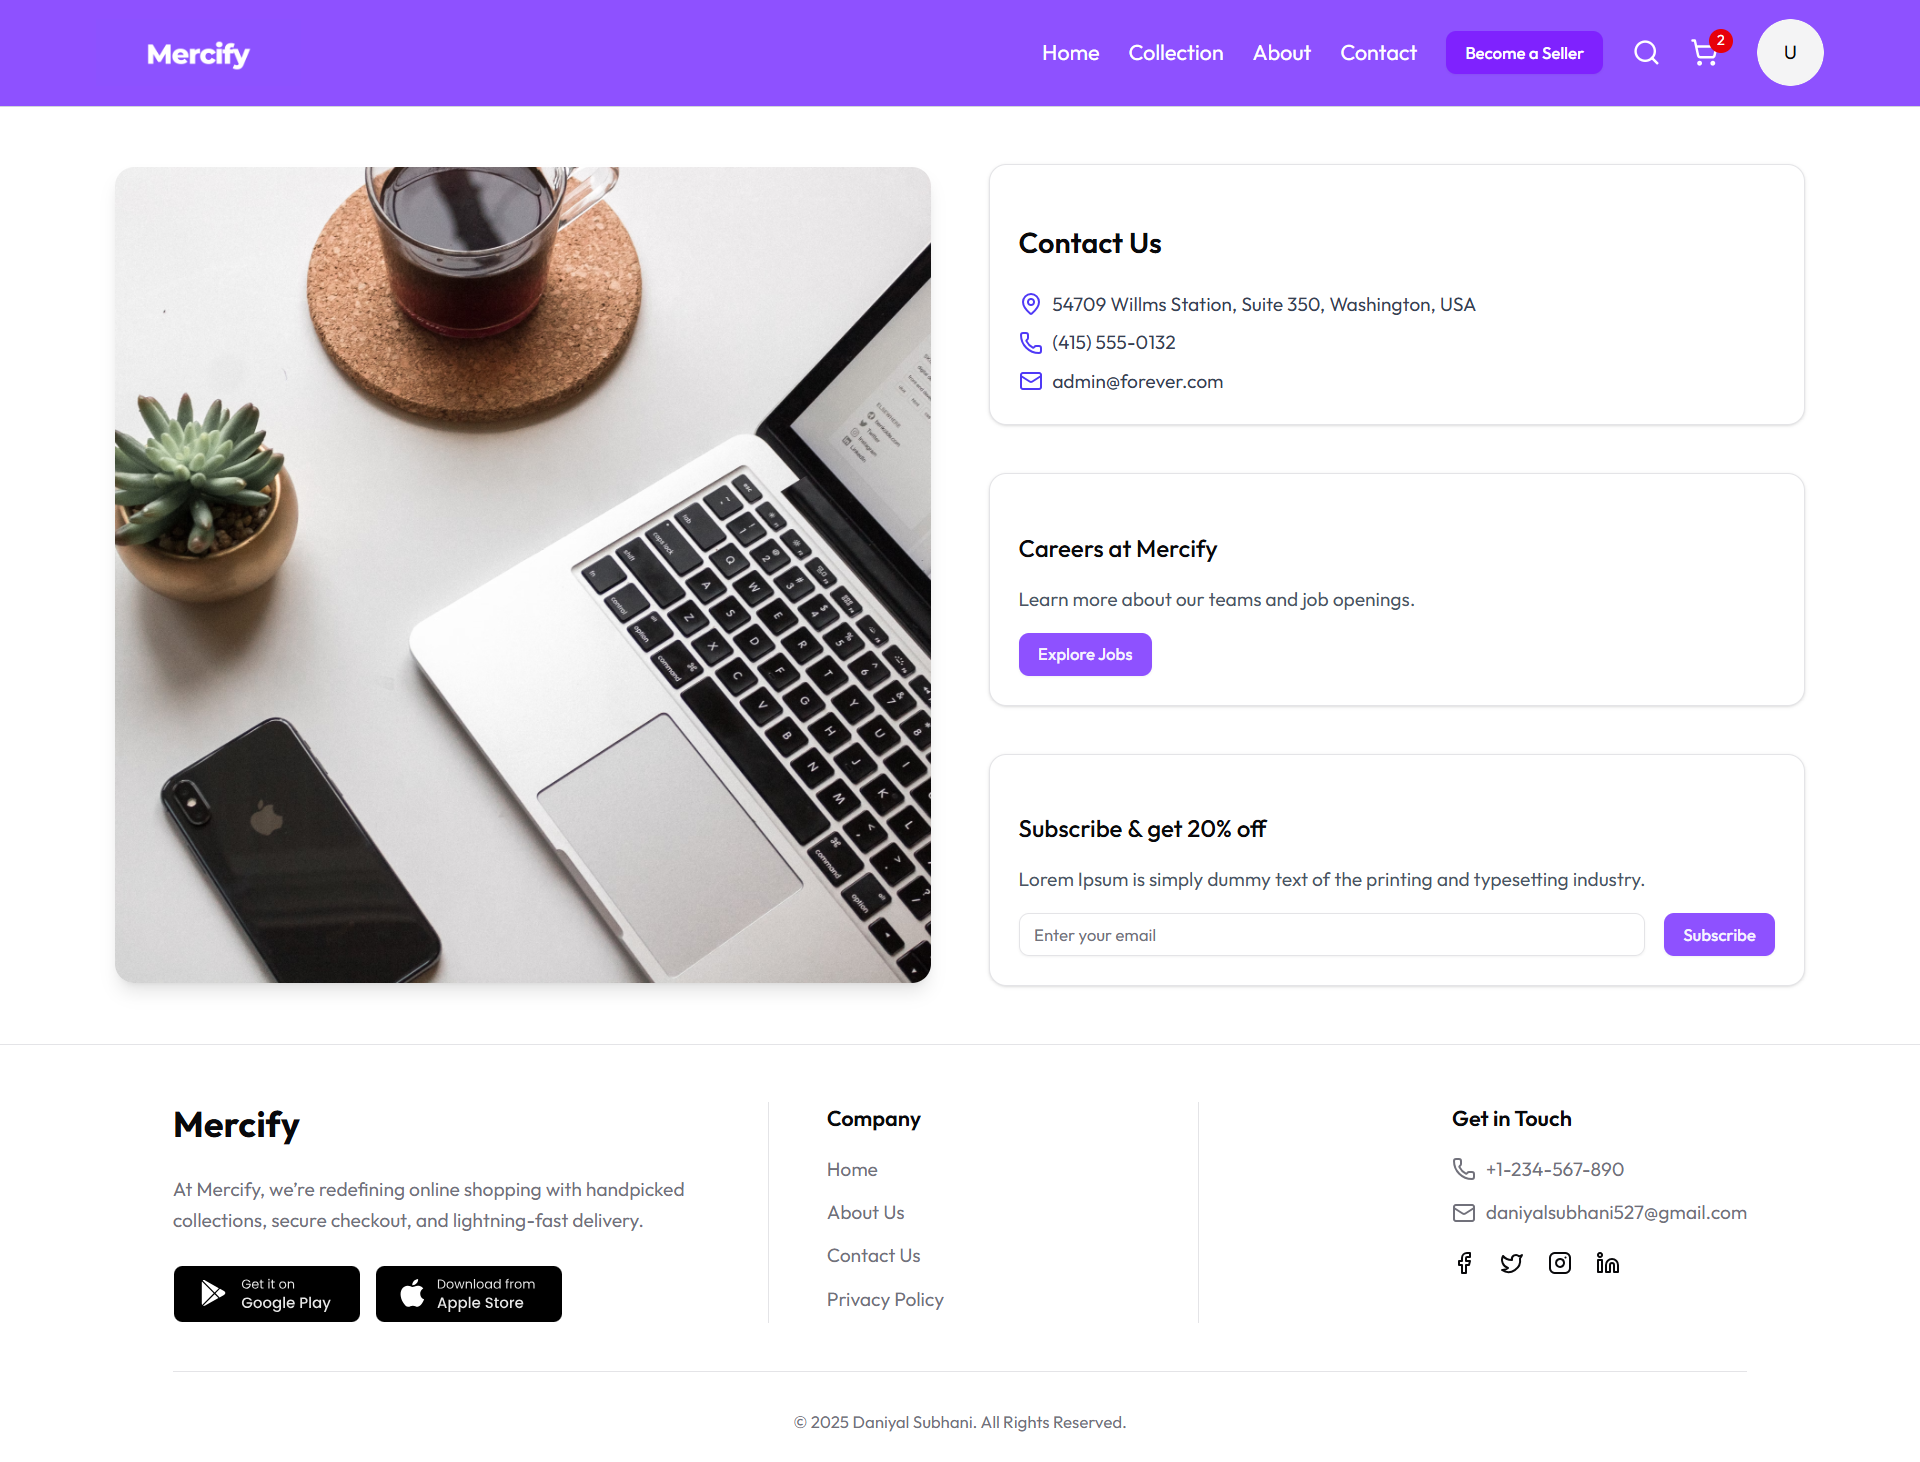 Mercify
Home
Collection
About
Contact
Become a Seller
2
U
Contact Us
54709 Willms Station, Suite 350, Washington, USA
(415) 555-0132
admin@forever.com
Careers at Mercify
Learn more about our teams and job openings.
Explore Jobs
Subscribe & get 20% off
Lorem Ipsum is simply dummy text of the printing and typesetting industry.
Enter your email
Subscribe
Mercify
At Mercify, we’re redefining online shopping with handpicked
collections, secure checkout, and lightning-fast delivery.
Get it on
Google Play
Download from
Apple Store
Company
Home
About Us
Contact Us
Privacy Policy
Get in Touch
+1-234-567-890
daniyalsubhani527@gmail.com
© 2025 Daniyal Subhani. All Rights Reserved.